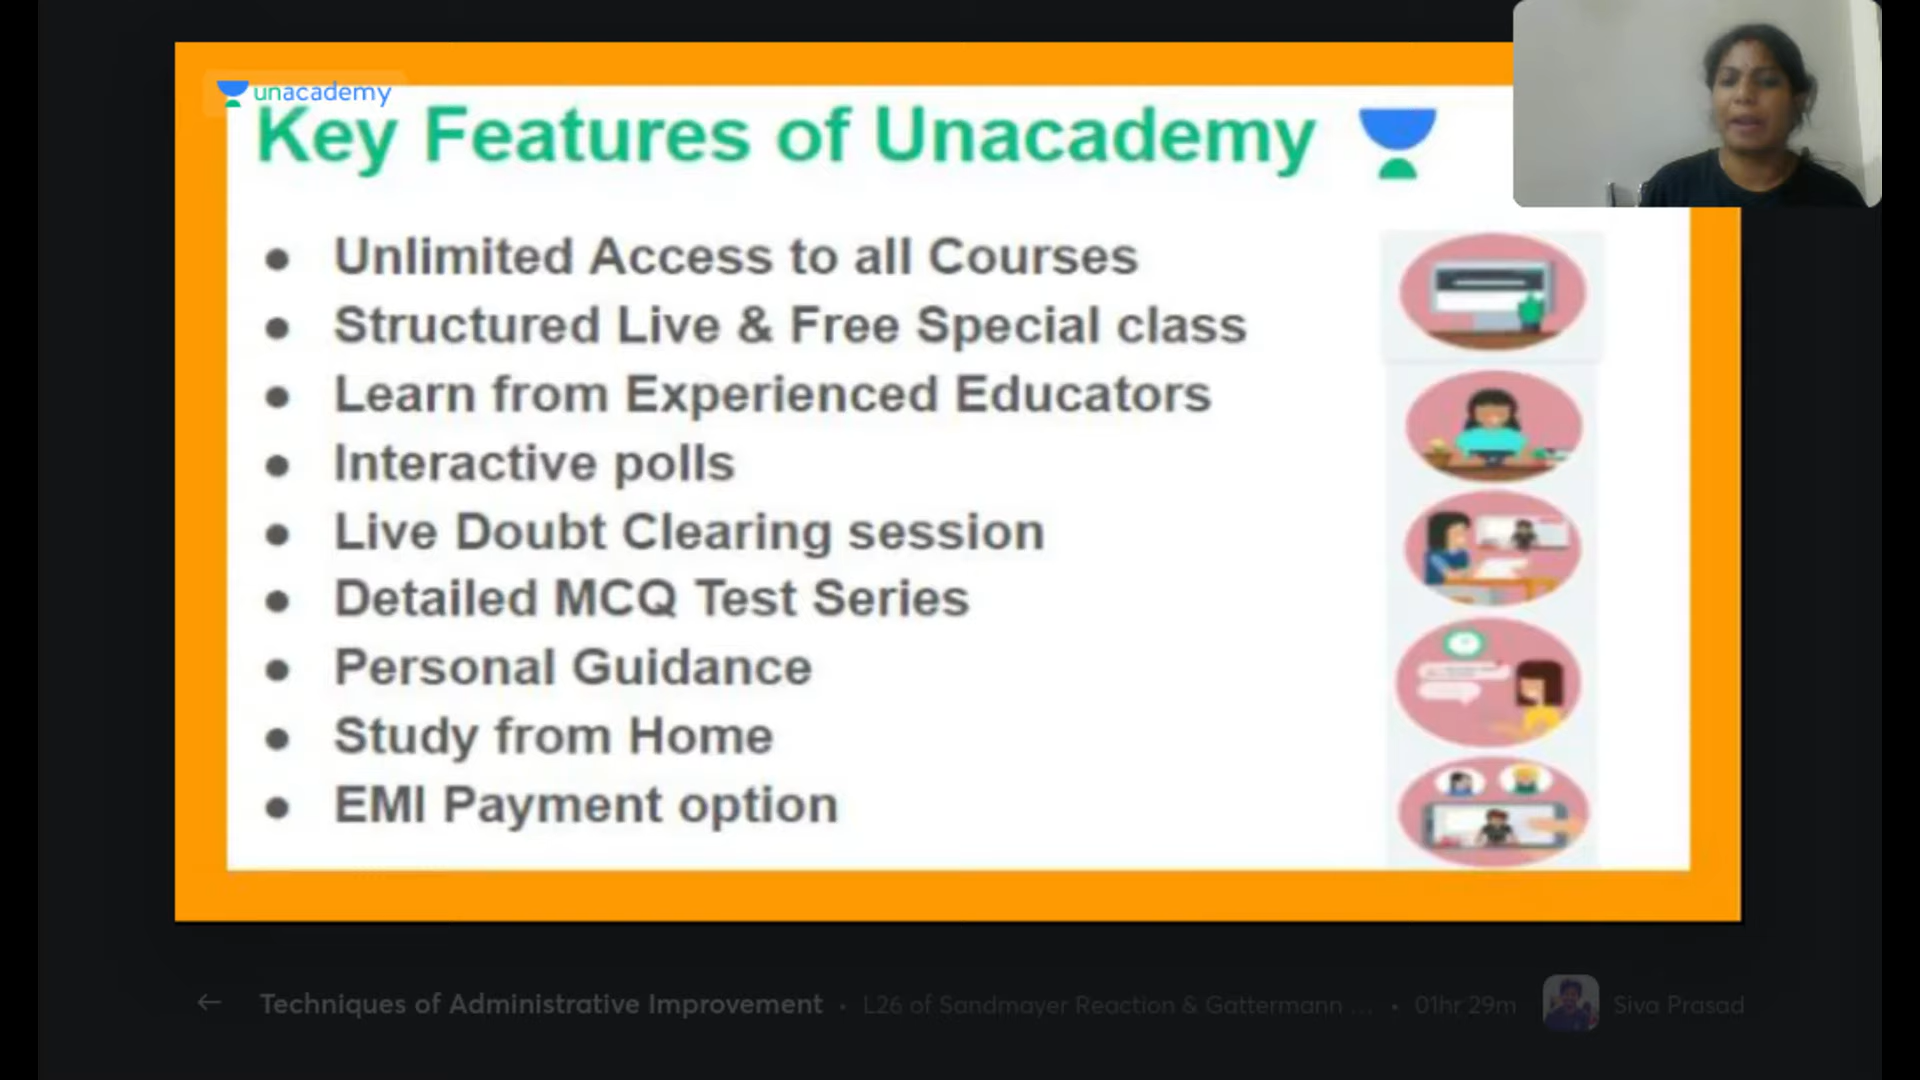 unacademy
Key Features of Unacademy
● Unlimited Access to all Courses
● Structured Live & Free Special class
● Learn from Experienced Educators
● Interactive polls
● Live Doubt Clearing session
● Detailed MCQ Test Series
● Personal Guidance
● Study from Home
● EMI Payment option
← Techniques of Administrative Improvement • L26 of Sandmayer Reaction & Gattermann ... • 01hr 29m Siva Prasad